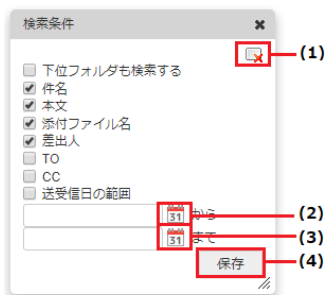 検索条件
(1)
下位フォルダも検索する
件名
本文
添付ファイル名
差出人
TO
CC
送受信日の範囲
31 から (2)
31 まで (3)
保存 (4)